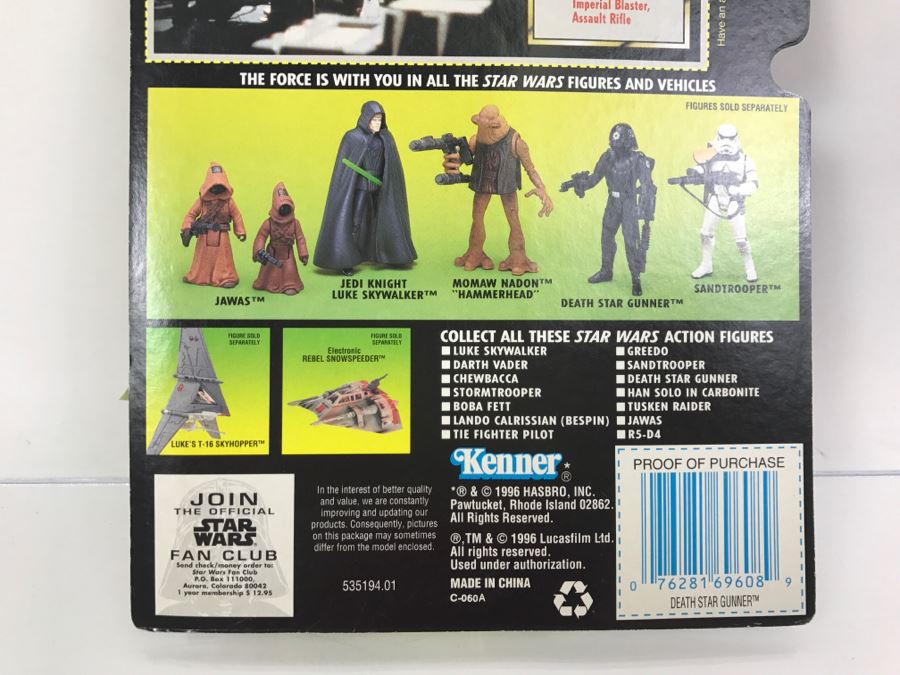 Imperial Blaster,
Assault Rifle
Have an a
THE FORCE IS WITH YOU IN ALL THE STAR WARS FIGURES AND VEHICLES
FIGURES SOLD SEPARATELY
JAWAS™
JEDI KNIGHT
LUKE SKYWALKER™
MOMAW NADON™
"HAMMERHEAD"
DEATH STAR GUNNER™
SANDTROOPER™
FIGURE SOLD
SEPARATELY
LUKE'S T-16 SKYHOPPER™
FIGURE SOLD
SEPARATELY
Electronic
REBEL SNOWSPEEDER™
COLLECT ALL THESE STAR WARS ACTION FIGURES
■ LUKE SKYWALKER
■ DARTH VADER
■ CHEWBACCA
■ STORMTROOPER
■ BOBA FETT
■ LANDO CALRISSIAN (BESPIN)
■ TIE FIGHTER PILOT
■ GREEDO
■ SANDTROOPER
■ DEATH STAR GUNNER
■ HAN SOLO IN CARBONITE
■ TUSKEN RAIDER
■ JAWAS
■ R5-D4
JOIN
THE OFFICIAL
STAR
WARS
FAN CLUB
Send check/money order to:
Star Wars Fan Club
P.O. Box 111000,
Aurora, Colorado 80042
1 year membership $ 12.95
In the interest of better quality
and value, we are constantly
improving and updating our
products. Consequently, pictures
on this package may sometimes
differ from the model enclosed.
535194.01
Kenner®*
*® & © 1996 HASBRO, INC.
Pawtucket, Rhode Island 02862.
All Rights Reserved.
®,TM & © 1996 Lucasfilm Ltd.
All rights reserved.
Used under authorization.
MADE IN CHINA
C-060A
PROOF OF PURCHASE
0 76281 69608 9
DEATH STAR GUNNER™